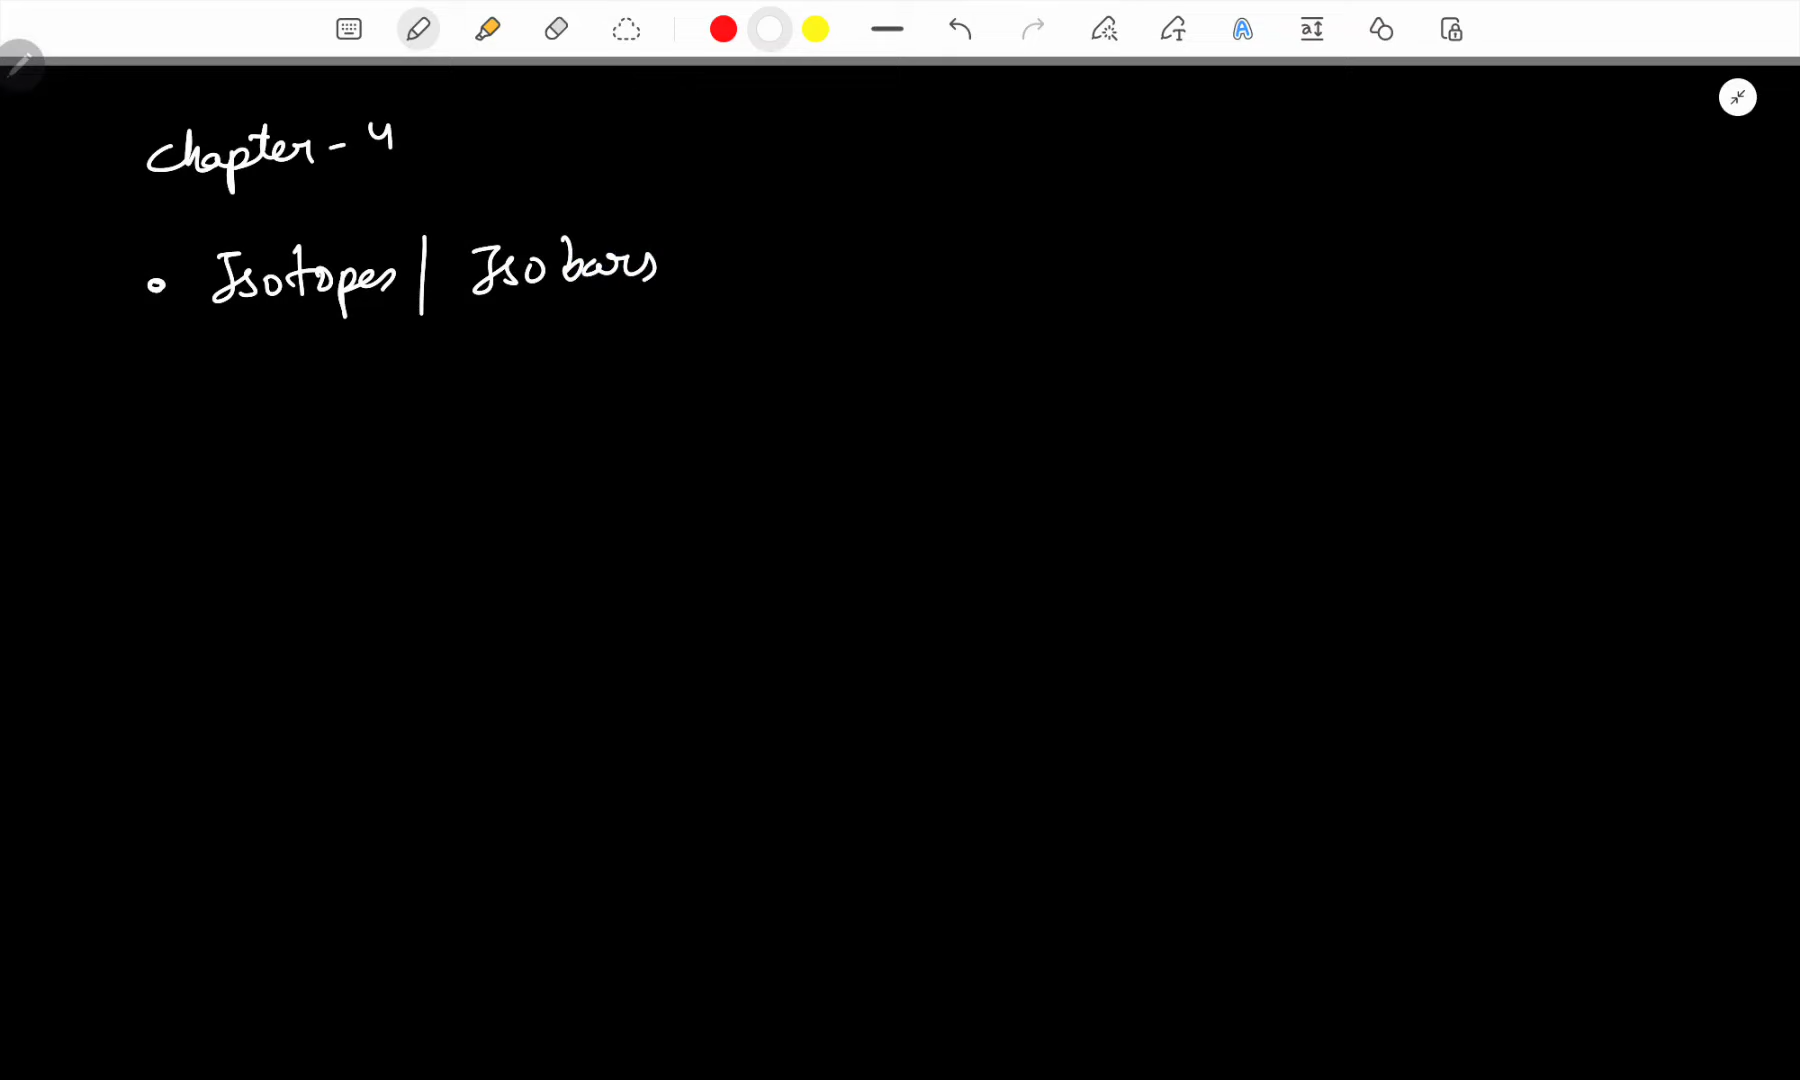 Chapter - 4
• Isotopes | Isobars